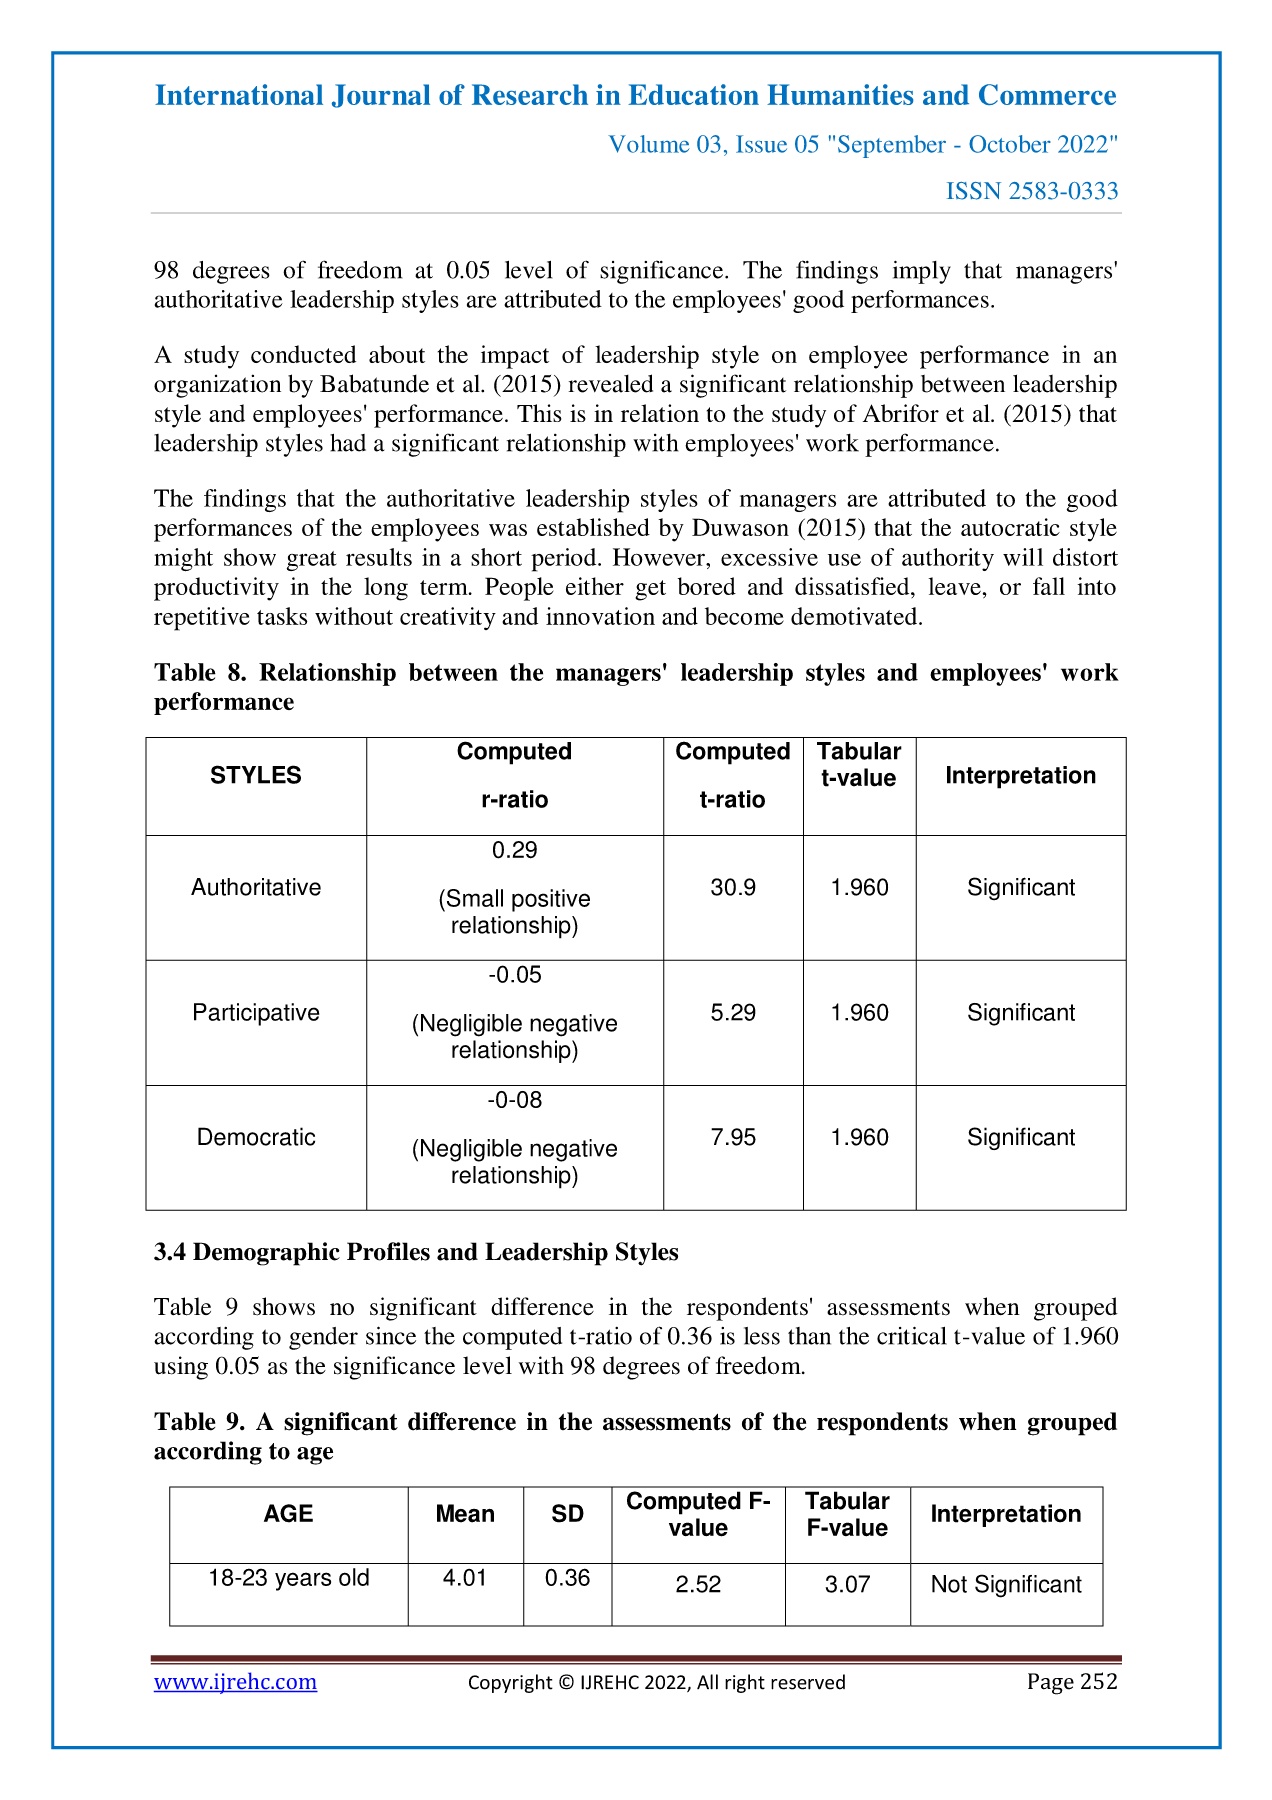 International Journal of Research in Education Humanities and Commerce
Volume 03, Issue 05 "September - October 2022"
ISSN 2583-0333
98 degrees of freedom at 0.05 level of significance. The findings imply that managers'
authoritative leadership styles are attributed to the employees' good performances.
A study conducted about the impact of leadership style on employee performance in an
organization by Babatunde et al. (2015) revealed a significant relationship between leadership
style and employees' performance. This is in relation to the study of Abrifor et al. (2015) that
leadership styles had a significant relationship with employees' work performance.
The findings that the authoritative leadership styles of managers are attributed to the good
performances of the employees was established by Duwason (2015) that the autocratic style
might show great results in a short period. However, excessive use of authority will distort
productivity in the long term. People either get bored and dissatisfied, leave, or fall into
repetitive tasks without creativity and innovation and become demotivated.
Table 8. Relationship between the managers' leadership styles and employees' work
performance
STYLES
Computed
r-ratio
Computed
t-ratio
Tabular
t-value
Interpretation
Authoritative
0.29
(Small positive
relationship)
30.9
1.960
Significant
Participative
-0.05
(Negligible negative
relationship)
5.29
1.960
Significant
Democratic
-0-08
(Negligible negative
relationship)
7.95
1.960
Significant
3.4 Demographic Profiles and Leadership Styles
Table 9 shows no significant difference in the respondents' assessments when grouped
according to gender since the computed t-ratio of 0.36 is less than the critical t-value of 1.960
using 0.05 as the significance level with 98 degrees of freedom.
Table 9. A significant difference in the assessments of the respondents when grouped
according to age
AGE
Mean
SD
Computed F-
value
Tabular
F-value
Interpretation
18-23 years old
4.01
0.36
2.52
3.07
Not Significant
www.ijrehc.com
Copyright © IJREHC 2022, All right reserved
Page 252